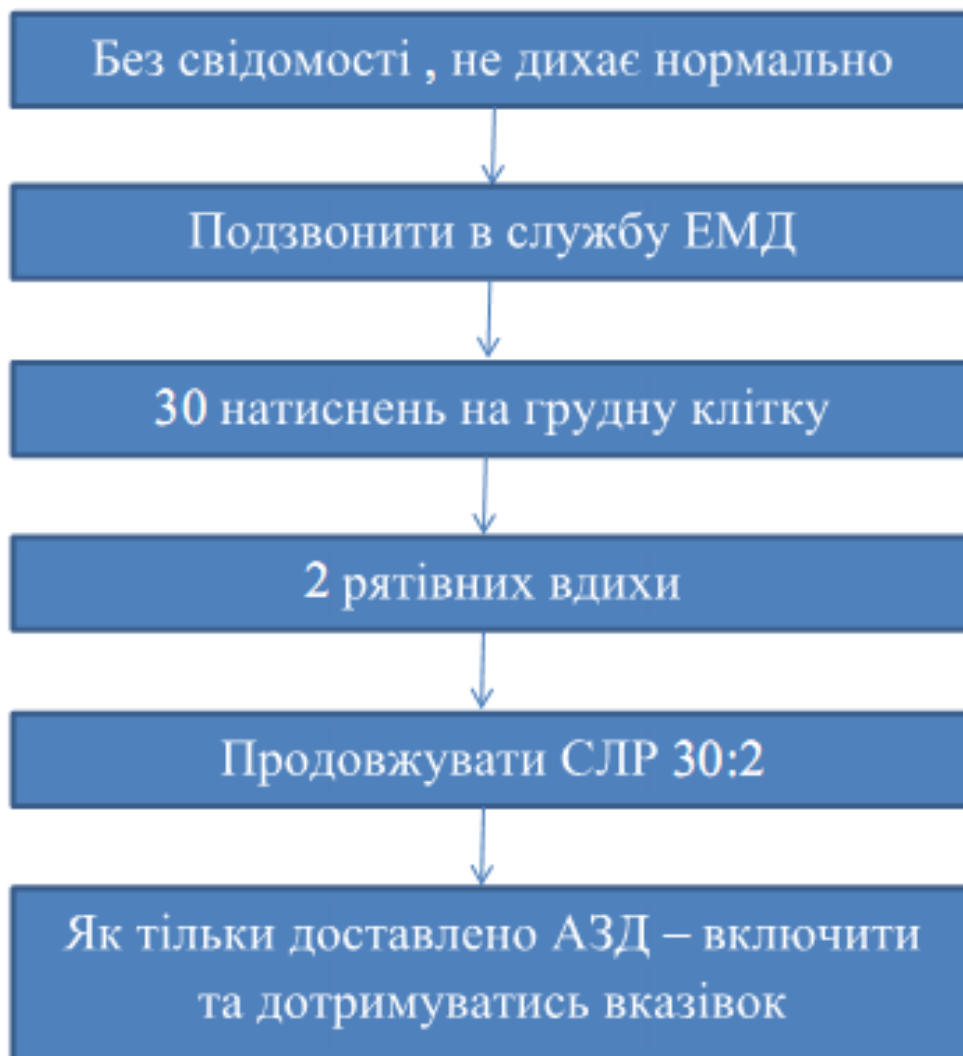 Без свідомості , не дихає нормально
Подзвонити в службу ЕМД
30 натиснень на грудну клітку
2 рятівних вдихи
Продовжувати СЛР 30:2
Як тільки доставлено АЗД – включити
та дотримуватись вказівок